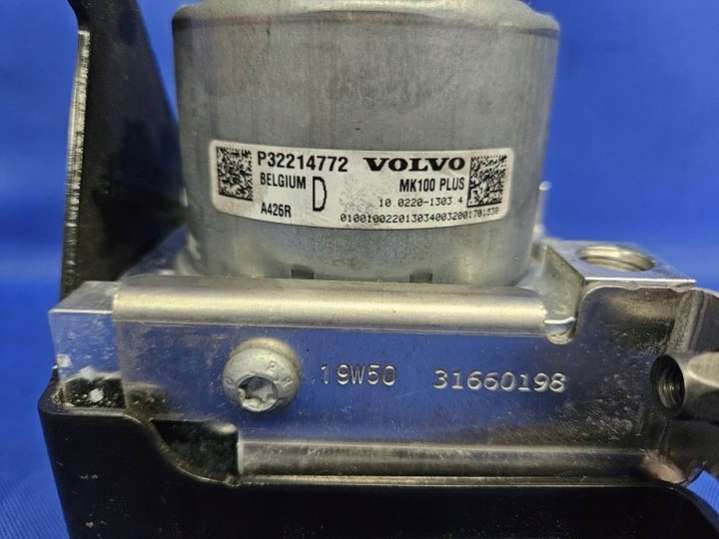 P32214772 VOLVO
BELGIUM D MK100 PLUS
A426R 10 0220-1303 4
19W50 31660198